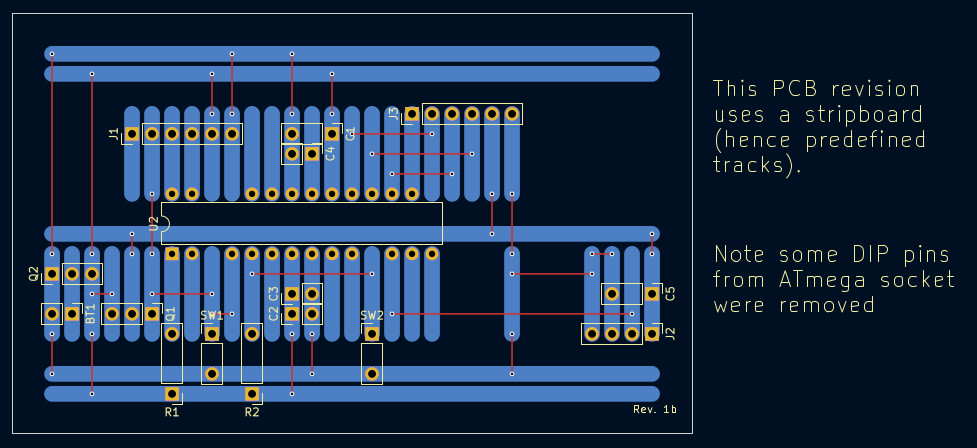 This PCB revision
uses a stripboard
(hence predefined
tracks).
Note some DIP pins
from ATmega socket
were removed
J1
C1
J3
C4
U2
Q2
BT1
Q1
SW1
C3
C2
SW2
C5
J2
R1
R2
Rev. 1b